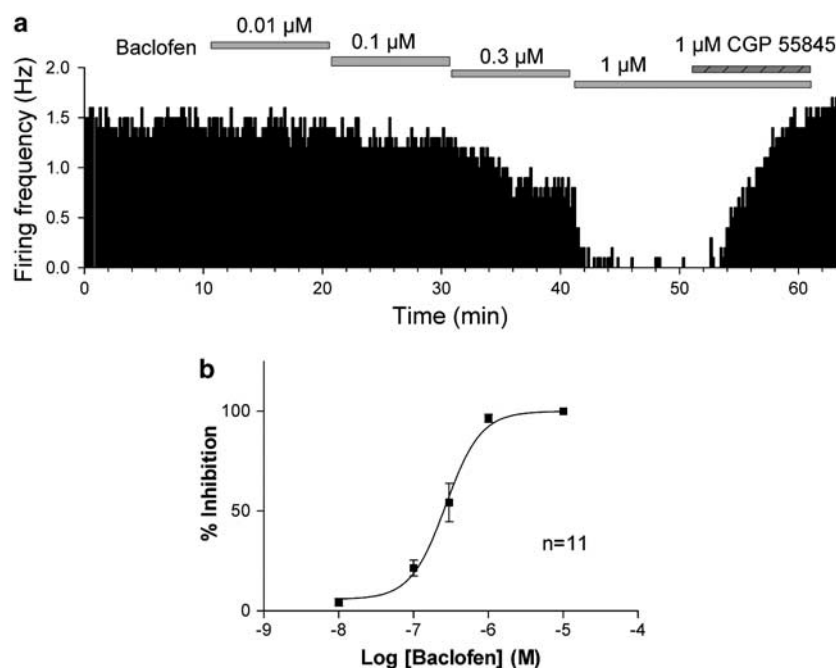 a
Baclofen
0.01 µM
0.1 µM
0.3 µM
1 µM
1 µM CGP 55845
Firing frequency (Hz)
2.0
1.5
1.0
0.5
0.0
0 10 20 30 40 50 60
Time (min)
b
% Inhibition
100
50
0
n=11
-9 -8 -7 -6 -5 -4
Log [Baclofen] (M)